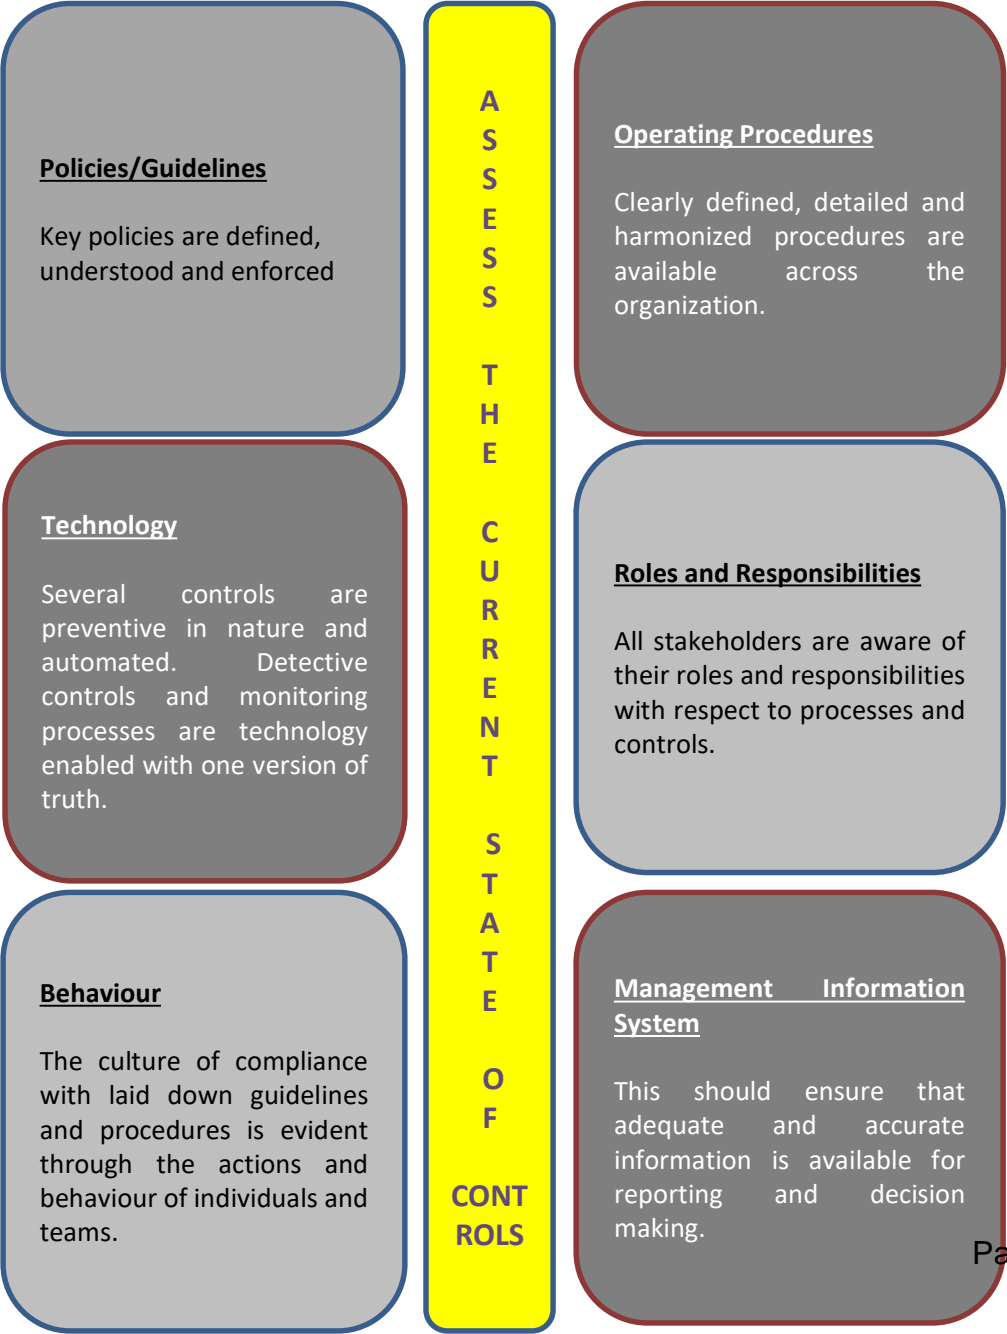 Policies/Guidelines
Key policies are defined,
understood and enforced
Technology
Several controls are
preventive in nature and
automated. Detective
controls and monitoring
processes are technology
enabled with one version of
truth.
Behaviour
The culture of compliance
with laid down guidelines
and procedures is evident
through the actions and
behaviour of individuals and
teams.
A
S
S
E
S
S
T
H
E
C
U
R
R
E
N
T
S
T
A
T
E
O
F
CONT
ROLS
Operating Procedures
Clearly defined, detailed and
harmonized procedures are
available across the
organization.
Roles and Responsibilities
All stakeholders are aware of
their roles and responsibilities
with respect to processes and
controls.
Management Information
System
This should ensure that
adequate and accurate
information is available for
reporting and decision
making.
Pa